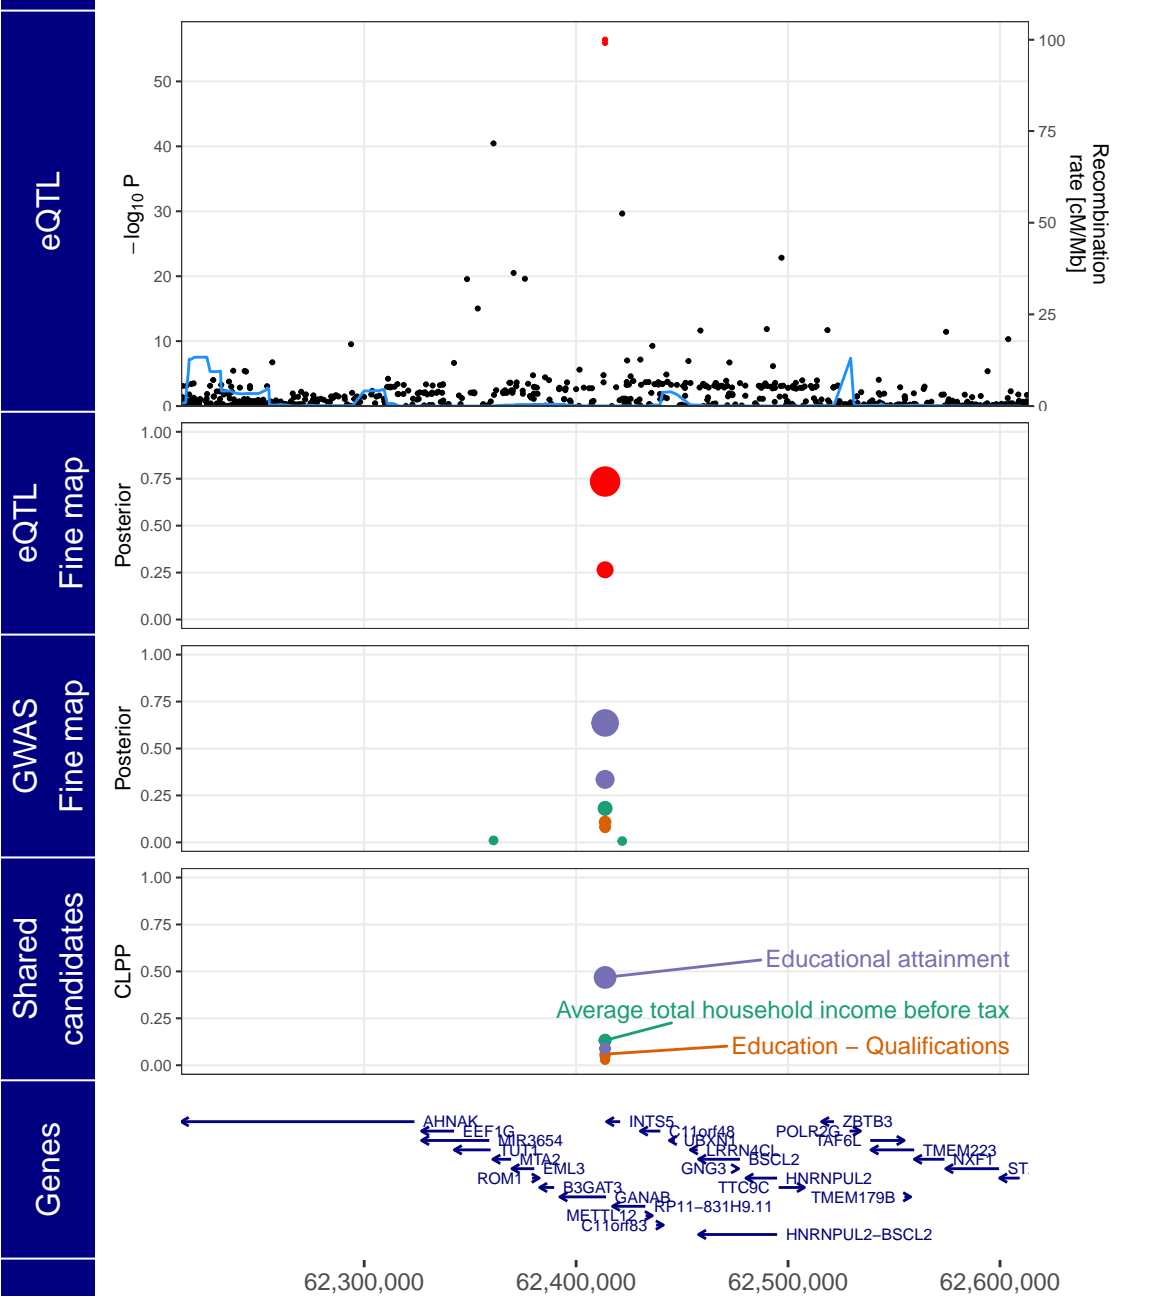 eQTL
−log10 P
50
40
30
20
10
0
100
75
50
25
0
Recombination
rate [cM/Mb]
eQTL
Fine map
Posterior
1.00
0.75
0.50
0.25
0.00
GWAS
Fine map
Posterior
1.00
0.75
0.50
0.25
0.00
Shared
candidates
CLPP
1.00
0.75
0.50
0.25
0.00
Educational attainment
Average total household income before tax
Education − Qualifications
Genes
AHNAK INTS5 ZBTB3
EEF1G C11orf48 POLR2G
MIR3654 UBXN1 TAF6L
TUT1 LRRN4CL TMEM223
MTA2 BSCL2 NXF1
EML3 GNG3 ST.
ROM1 HNRNPUL2
B3GAT3 TTC9C
GANAB TMEM179B
RP11−831H9.11
METTL12
C11orf83
HNRNPUL2−BSCL2
62,300,000 62,400,000 62,500,000 62,600,000